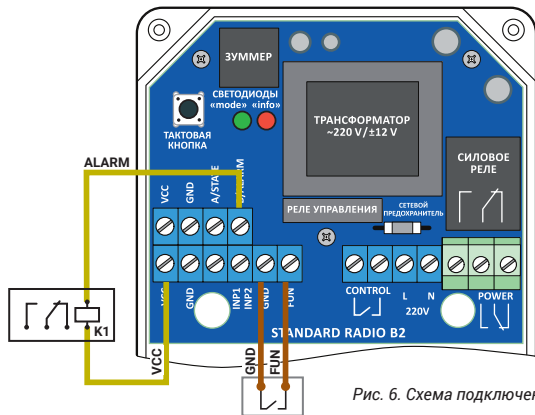 ЗУММЕР
СВЕТОДИОДЫ
«mode» «info»
ТАКТОВАЯ
КНОПКА
ТРАНСФОРМАТОР
~220 V/±12 V
СИЛОВОЕ
РЕЛЕ
РЕЛЕ УПРАВЛЕНИЯ
СЕТЕВОЙ
ПРЕДОХРАНИТЕЛЬ
ALARM
VCC
GND
A/STATE
B/ALARM
VCC
GND
INP1
INP2
GND
FUN
CONTROL
L
N
220V
POWER
STANDARD RADIO B2
K1
VCC
GND
FUN
Рис. 6. Схема подключен